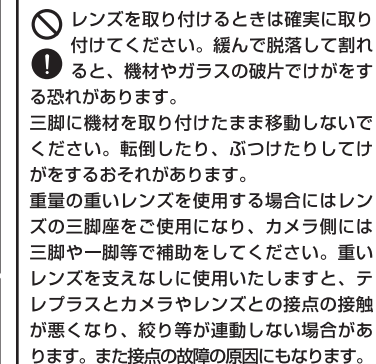 レンズを取り付けるときは確実に取り
付けてください。緩んで脱落して割れ
ると、機材やガラスの破片でけがをす
る恐れがあります。
三脚に機材を取り付けたまま移動しないで
ください。転倒したり、ぶつけたりしてけ
がをするおそれがあります。
重量の重いレンズを使用する場合にはレン
ズの三脚座をご使用になり、カメラ側には
三脚や一脚等で補助をしてください。重い
レンズを支えなしに使用いたしますと、テ
レプラスとカメラやレンズとの接点の接触
が悪くなり、絞り等が連動しない場合があ
ります。また接点の故障の原因にもなります。